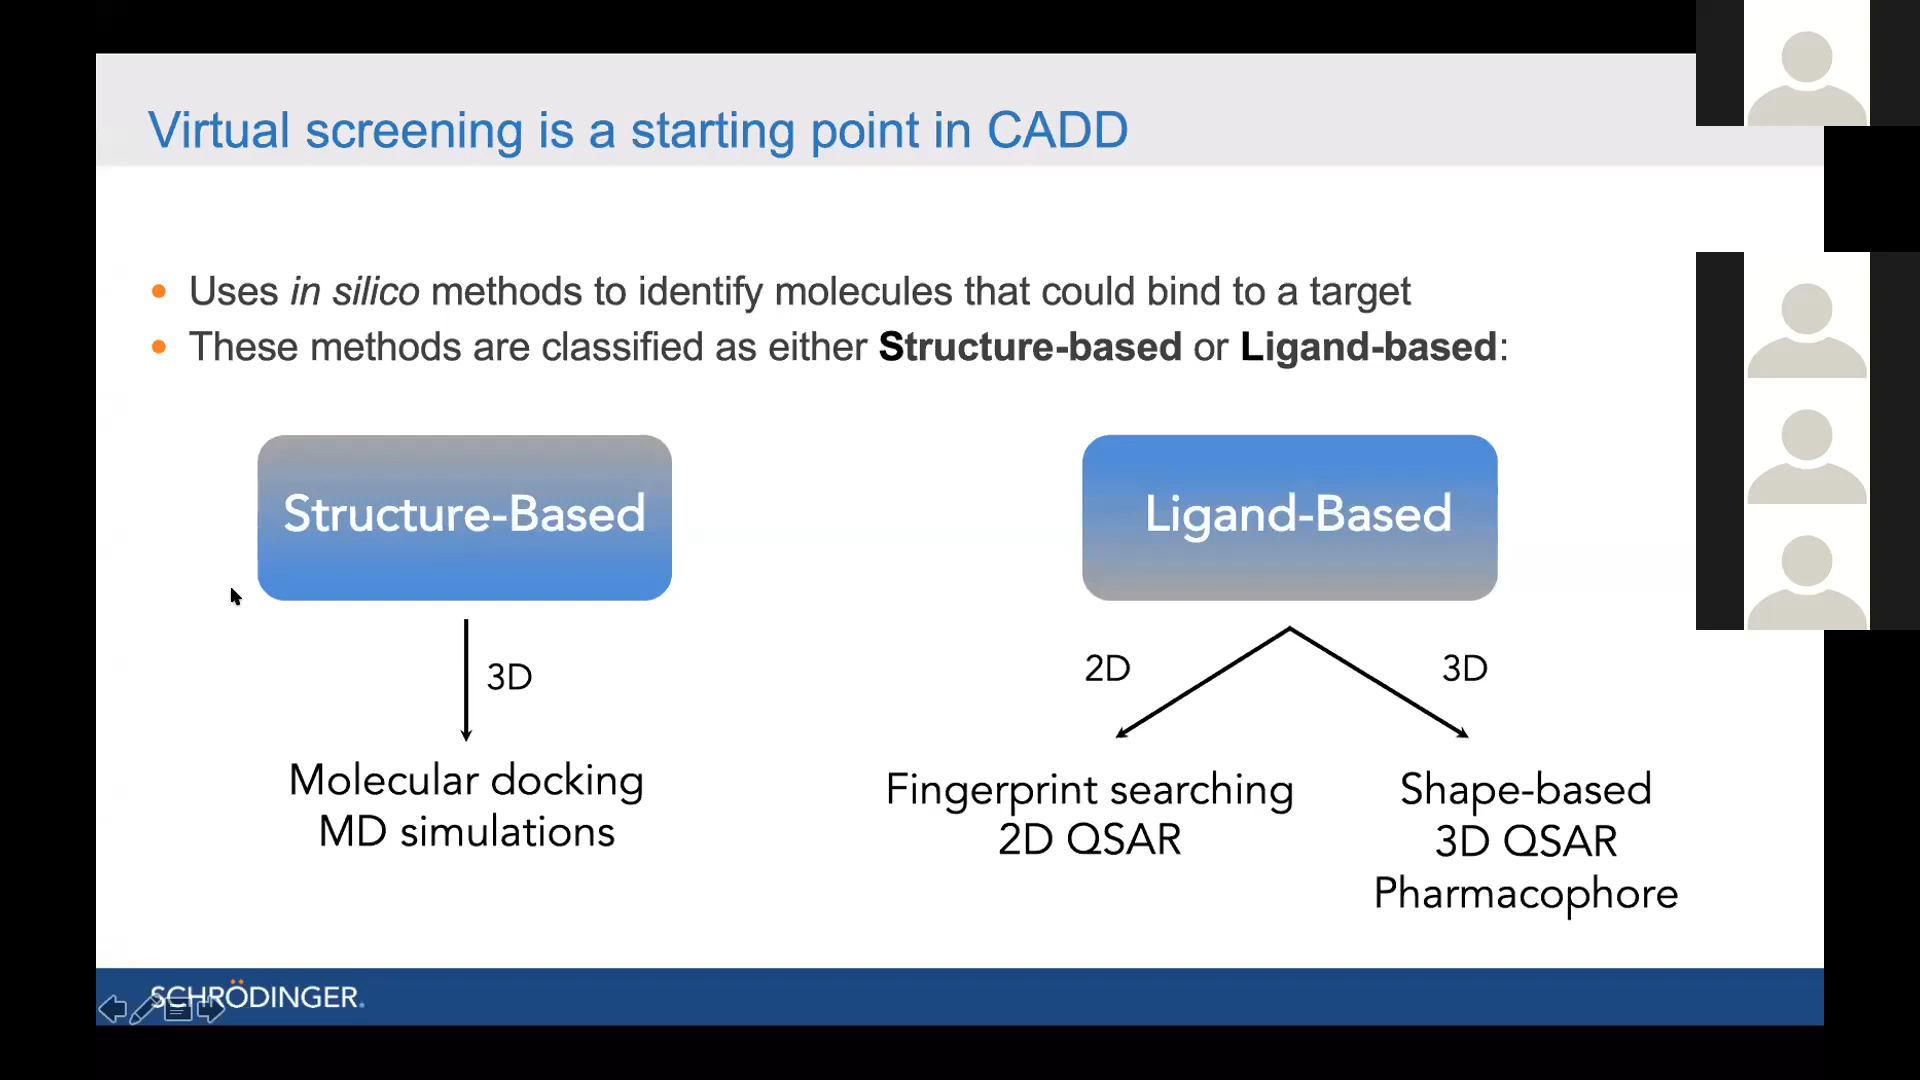 Virtual screening is a starting point in CADD
• Uses in silico methods to identify molecules that could bind to a target
• These methods are classified as either Structure-based or Ligand-based:
Structure-Based
3D
Molecular docking
MD simulations
Ligand-Based
2D
3D
Fingerprint searching
2D QSAR
Shape-based
3D QSAR
Pharmacophore
SCHRÖDINGER.